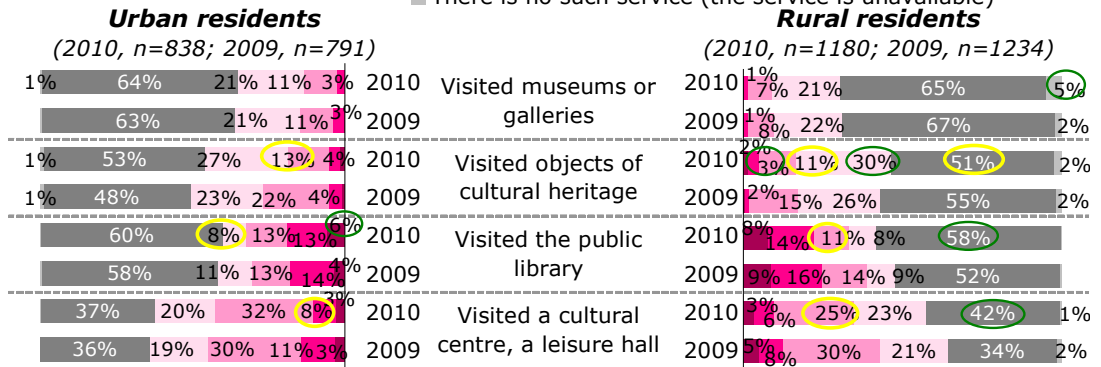 There is no such service (the service is unavailable)
Urban residents
Rural residents
(2010, n=838; 2009, n=791)
(2010, n=1180; 2009, n=1234)
1% 64% 21% 11% 3% 2010 Visited museums or galleries 2010 1% 7% 21% 65% 5%
63% 21% 11% 3% 2009 2009 1% 8% 22% 67% 2%
1% 53% 27% 13% 4% 2010 Visited objects of cultural heritage 2010 2% 3% 11% 30% 51% 2%
1% 48% 23% 22% 4% 2009 2009 2% 15% 26% 55% 2%
60% 8% 13% 13% 6% 2010 Visited the public library 2010 8% 14% 11% 8% 58%
58% 11% 13% 14% 4% 2009 2009 9% 16% 14% 9% 52%
37% 20% 32% 8% 3% 2010 Visited a cultural centre, a leisure hall 2010 3% 6% 25% 23% 42% 1%
36% 19% 30% 11% 3% 2009 2009 5% 8% 30% 21% 34% 2%